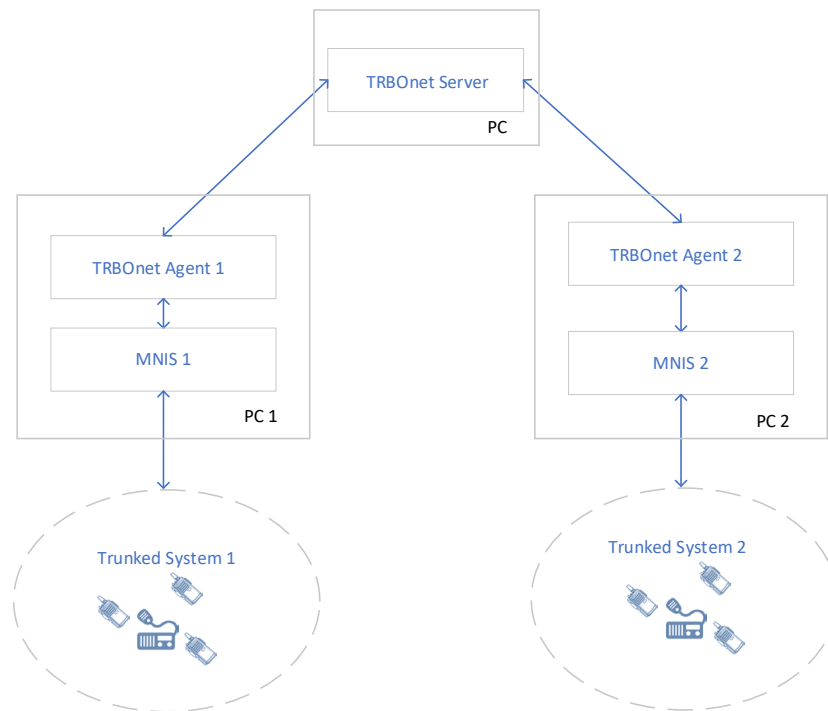 TRBOnet Server
PC
TRBOnet Agent 1
MNIS 1
PC 1
TRBOnet Agent 2
MNIS 2
PC 2
Trunked System 1
Trunked System 2